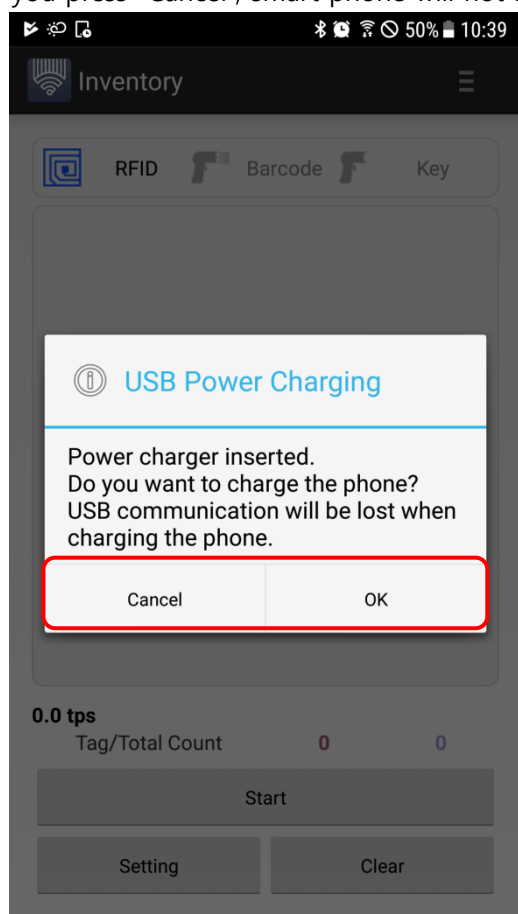 you press "Cancel", smart phone will not
50% 10:39
Inventory
RFID Barcode Key
USB Power Charging
Power charger inserted.
Do you want to charge the phone?
USB communication will be lost when
charging the phone.
Cancel OK
0.0 tps
Tag/Total Count 0 0
Start
Setting Clear